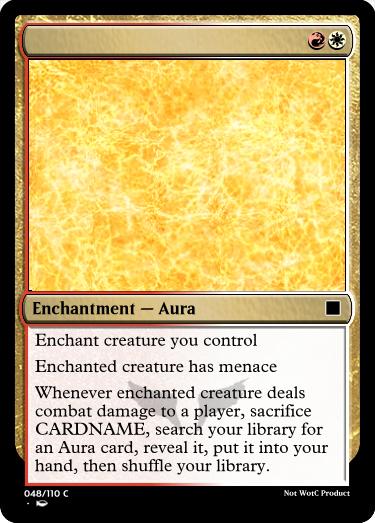 Enchantment — Aura
Enchant creature you control
Enchanted creature has menace
Whenever enchanted creature deals
combat damage to a player, sacrifice
CARDNAME, search your library for
an Aura card, reveal it, put it into your
hand, then shuffle your library.
048/110 C
Not WotC Product